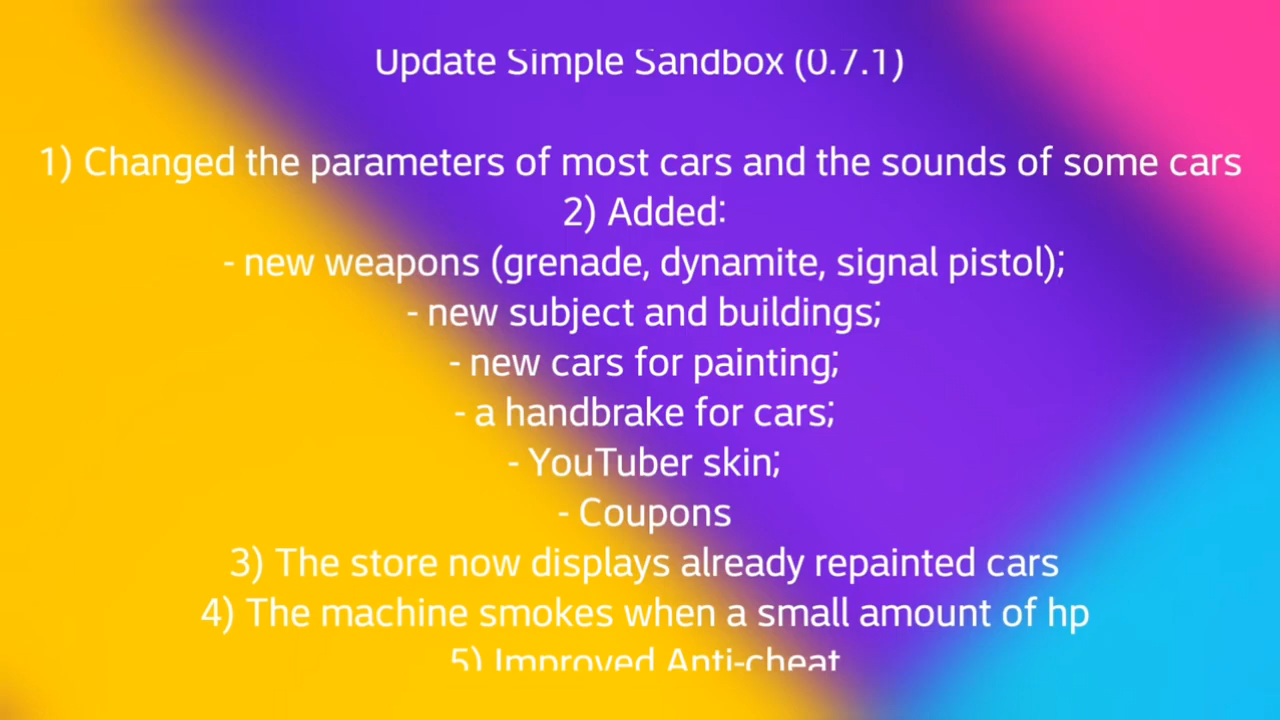 Update Simple Sandbox (0.7.1)
1) Changed the parameters of most cars and the sounds of some cars
2) Added:
- new weapons (grenade, dynamite, signal pistol);
- new subject and buildings;
- new cars for painting;
- a handbrake for cars;
- YouTuber skin;
- Coupons
3) The store now displays already repainted cars
4) The machine smokes when a small amount of hp
5) Improved Anti-cheat